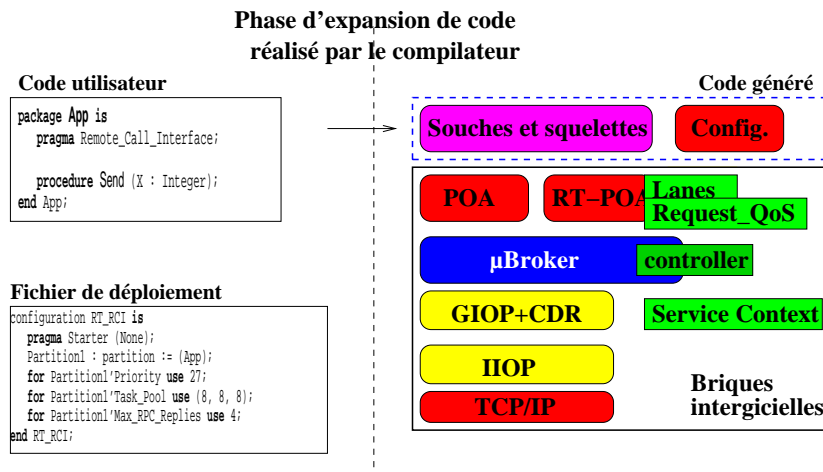 Phase d'expansion de code
réalisé par le compilateur
Code utilisateur
package App is
pragma Remote_Call_Interface;
procedure Send (X : Integer);
end App;
Fichier de déploiement
configuration RT_RCI is
pragma Starter (None);
Partition1 : partition := (App);
for Partition1'Priority use 27;
for Partition1'Task_Pool use (8, 8, 8);
for Partition1'Max_RPC_Replies use 4;
end RT_RCI;
Code généré
Souches et squelettes
Config.
POA
RT−POA
Lanes
Request_QoS
µBroker
controller
GIOP+CDR
Service Context
IIOP
TCP/IP
Briques
intergicielles